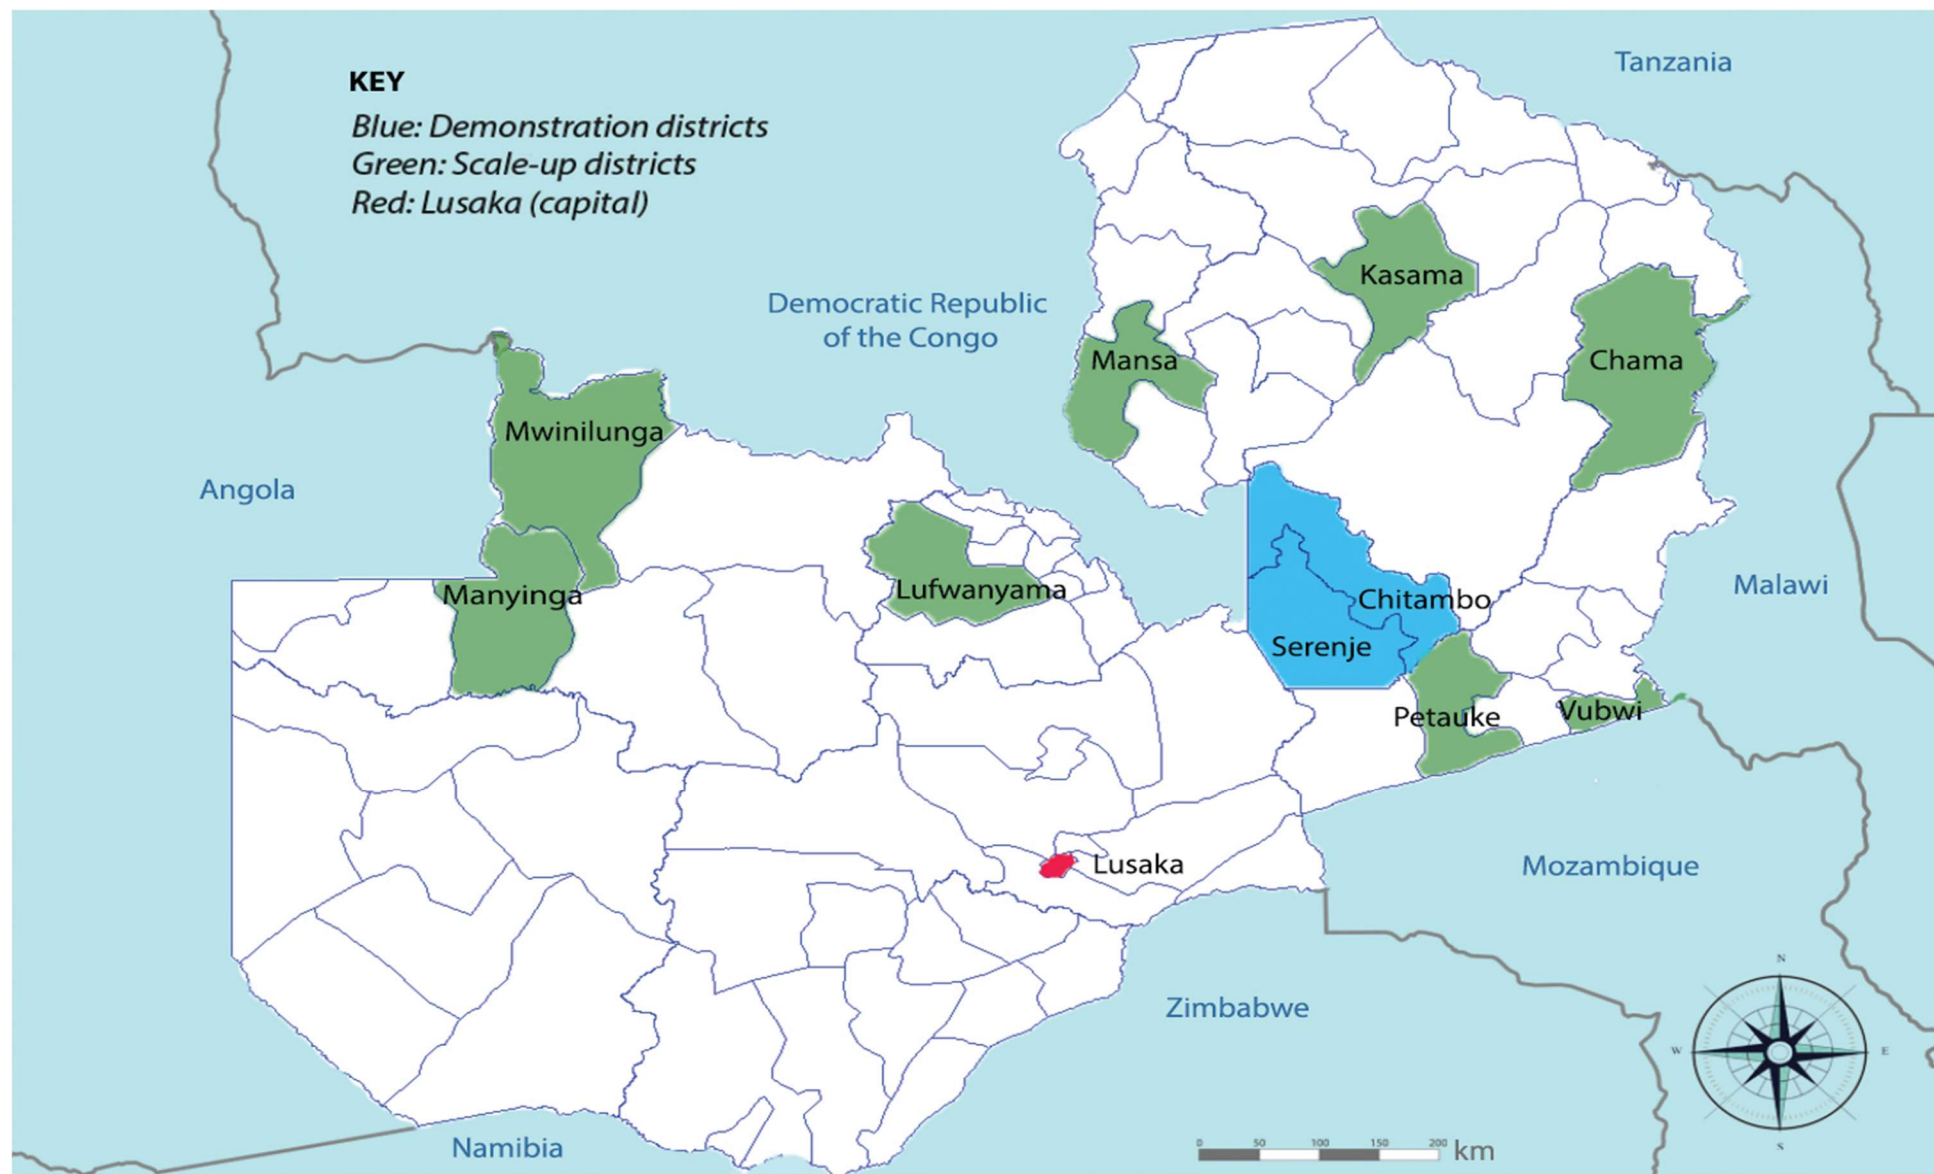 KEY
Blue: Demonstration districts
Green: Scale-up districts
Red: Lusaka (capital)
Tanzania
Democratic Republic
of the Congo
Kasama
Mansa
Chama
Mwinilunga
Angola
Manyinga
Lufwanyama
Malawi
Chitambo
Serenje
Petauke
Vubwi
Lusaka
Mozambique
Zimbabwe
Namibia
N
W
E
S
0 50 100 150 200 km